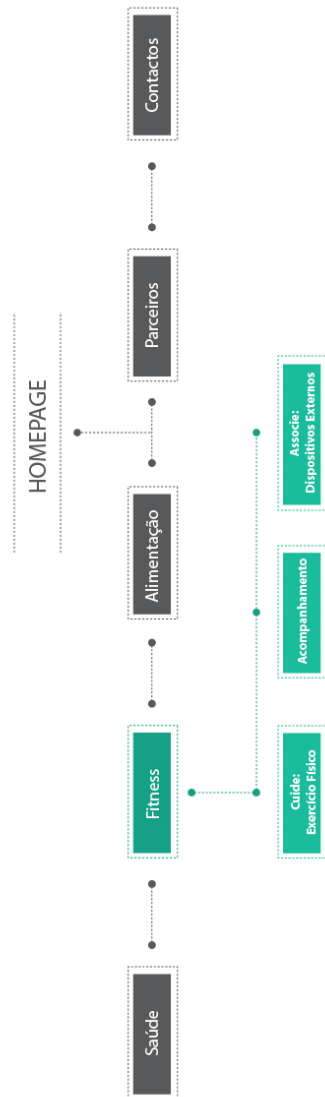 HOMEPAGE
Saúde
Fitness
Alimentação
Parceiros
Contactos
Cuide:
Exercício Físico
Acompanhamento
Associe:
Dispositivos Externos